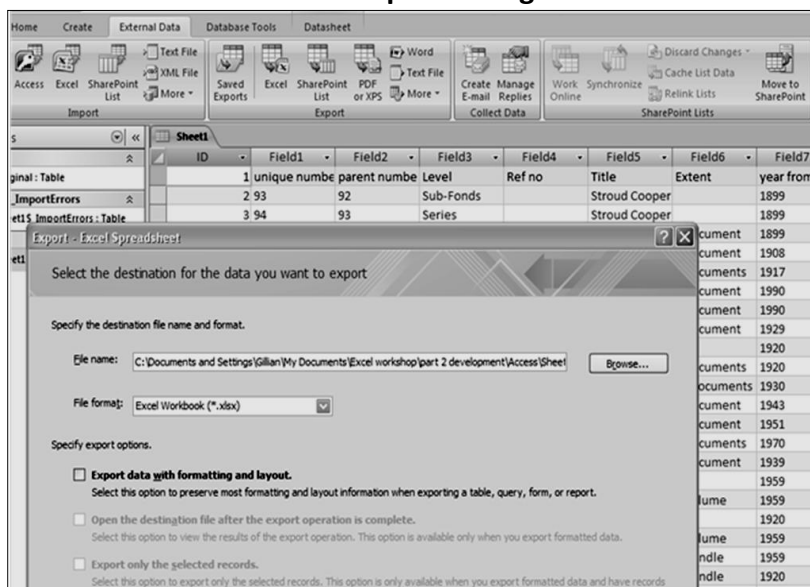 Home Create External Data Database Tools Datasheet
Text File
XML File
More
Access Excel SharePoint List
Import
Saved Exports
Excel SharePoint List PDF or XPS
Word
Text File
More
Export
Create E-mail Manage Replies
Collect Data
Work Online Synchronize
Discard Changes
Cache List Data
Relink Lists
Move to SharePoint
SharePoint Lists
Sheet1
ID Field1 Field2 Field3 Field4 Field5 Field6 Field7
ginal : Table
1 unique numbe parent numbe Level Ref no Title Extent year from
_ImportErrors
2 93 92 Sub-Fonds Stroud Cooper 1899
et1$_ImportErrors : Table
3 94 93 Series Stroud Cooper 1899
Export - Excel Spreadsheet
cument 1899
cument 1908
et1
Select the destination for the data you want to export
cuments 1917
cument 1990
cument 1990
Specify the destination file name and format.
cument 1929
1920
File name: C:\Documents and Settings\Gillian\My Documents\Excel workshop\part 2 development\Access\Sheet Browse...
cuments 1920
ocuments 1930
File format: Excel Workbook (*.xlsx)
cument 1943
cument 1951
Specify export options.
cuments 1970
cument 1939
Export data with formatting and layout.
1959
Select this option to preserve most formatting and layout information when exporting a table, query, form, or report.
lume 1959
Open the destination file after the export operation is complete.
1920
Select this option to view the results of the export operation. This option is available only when you export formatted data.
lume 1959
Export only the selected records.
ndle 1959
Select this option to export only the selected records. This option is only available when you export formatted data and have records
ndle 1920